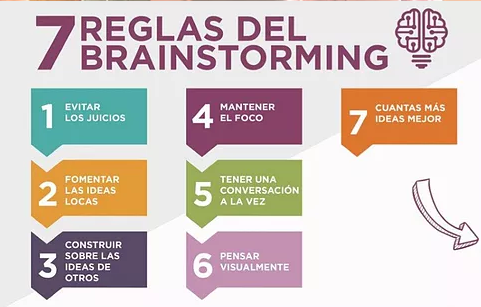 7 REGLAS DEL
BRAINSTORMING
1 EVITAR
LOS JUICIOS
2 FOMENTAR
LAS IDEAS
LOCAS
3 CONSTRUIR
SOBRE LAS
IDEAS DE
OTROS
4 MANTENER
EL FOCO
5 TENER UNA
CONVERSACIÓN
A LA VEZ
6 PENSAR
VISUALMENTE
7 CUANTAS MÁS
IDEAS MEJOR